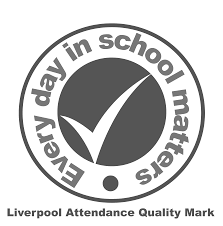 Every day in school matters
Liverpool Attendance Quality Mark